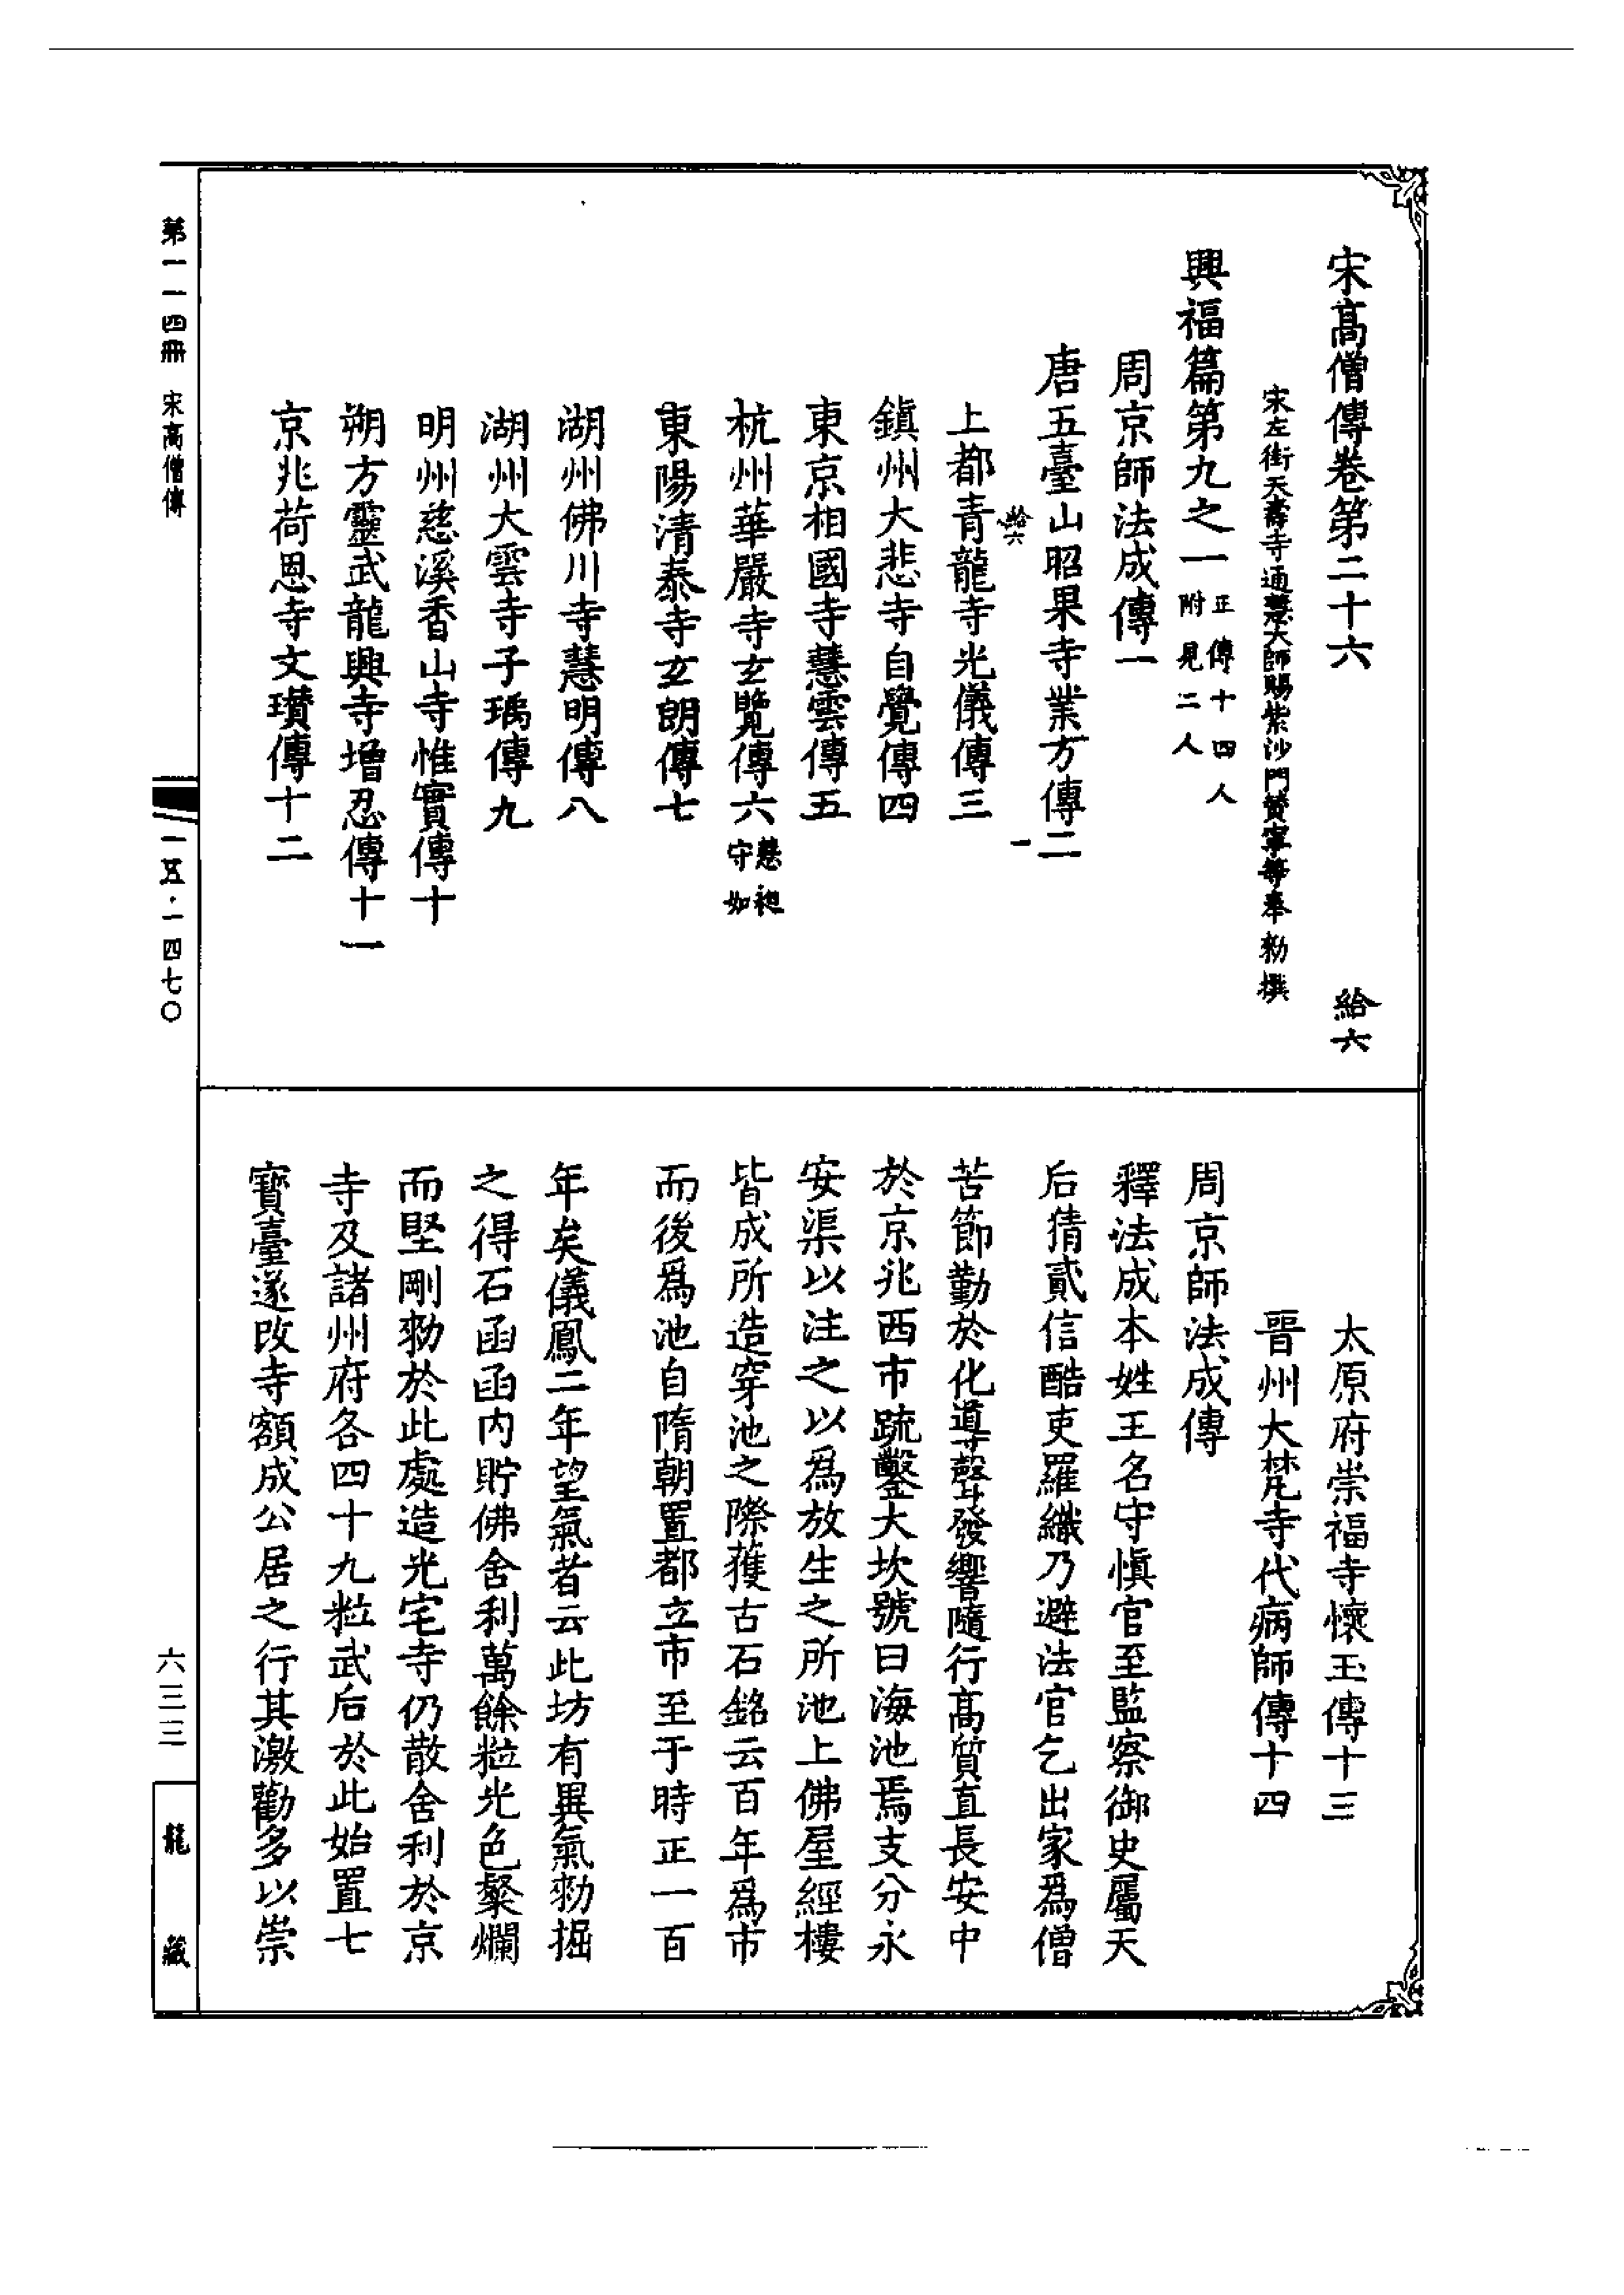 宋高僧傳卷第二十六　給六
宋左街天壽寺通慧大師賜紫沙門贊寧等奉勑撰
興福篇第九之一正傳十四人附見二人
周京師法成傳一
唐五臺山昭果寺業方傳二
給六　一
上都青龍寺光儀傳三
鎮州大悲寺自覺傳四
東京相國寺慧雲傳五
杭州華嚴寺玄覽傳六慧昶守如
東陽清泰寺玄朗傳七
湖州佛川寺慧明傳八
湖州大雲寺子瑀傳九
明州慈溪香山寺惟實傳十
朔方靈武龍興寺增忍傳十一
京兆荷恩寺文瓚傳十二
太原府崇福寺懷玉傳十三
晉州大梵寺代病師傳十四
周京師法成傳
釋法成本姓王名守慎官至監察御史屬天
后猜貳信酷吏羅織乃避法官乞出家爲僧
苦節勤於化導聲發響隨行高質直長安中
於京兆西市疏鑿大坎號曰海池焉支分永
安渠以注之以爲放生之所池上佛屋經樓
皆成所造穿池之際獲古石銘云百年爲市
而後爲池自隋朝置都立市至于時正一百
年矣儀鳳二年望氣者云此坊有異氣勑掘
之得石函函内貯佛舍利萬餘粒光色粲爛
而堅剛勑於此處造光宅寺仍散舍利於京
寺及諸州府各四十九粒武后於此始置七
寶臺遂改寺額成公居之行其激勸多以崇
第一一四冊　宋高僧傳
一五·一四七〇
六三三
龍藏